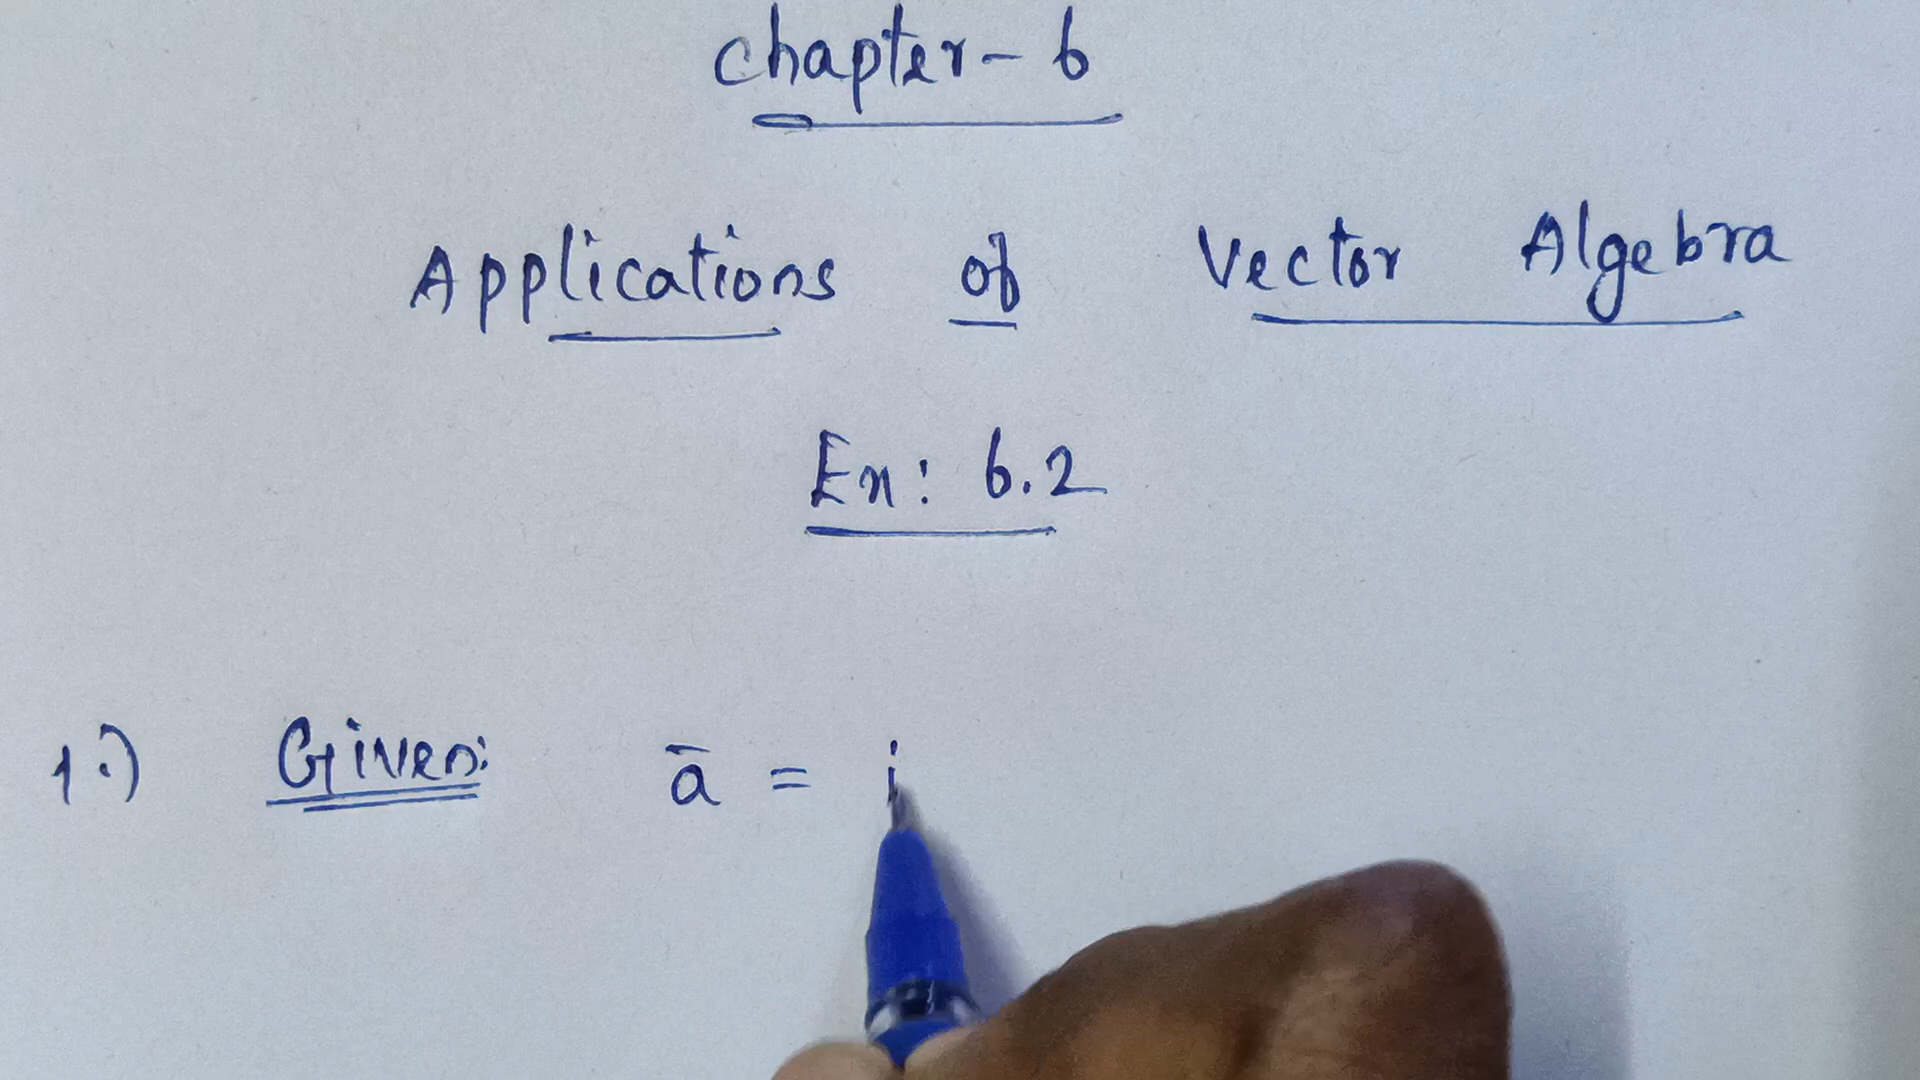 Chapter - 6
Applications of Vector Algebra
Ex: 6.2
1.) Given: ā = i